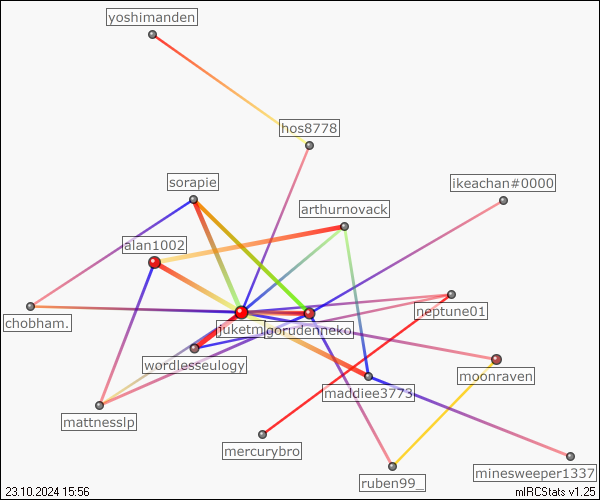 yoshimanden
hos8778
sorapie
ikeachan#0000
arthurnovack
alan1002
chobham.
neptune01
gorudenneko
wordlesseulogy
moonraven
maddiee3773
mattnesslp
mercurybro
ruben99_
minesweeper1337
23.10.2024 15:56
mIRCStats v1.25